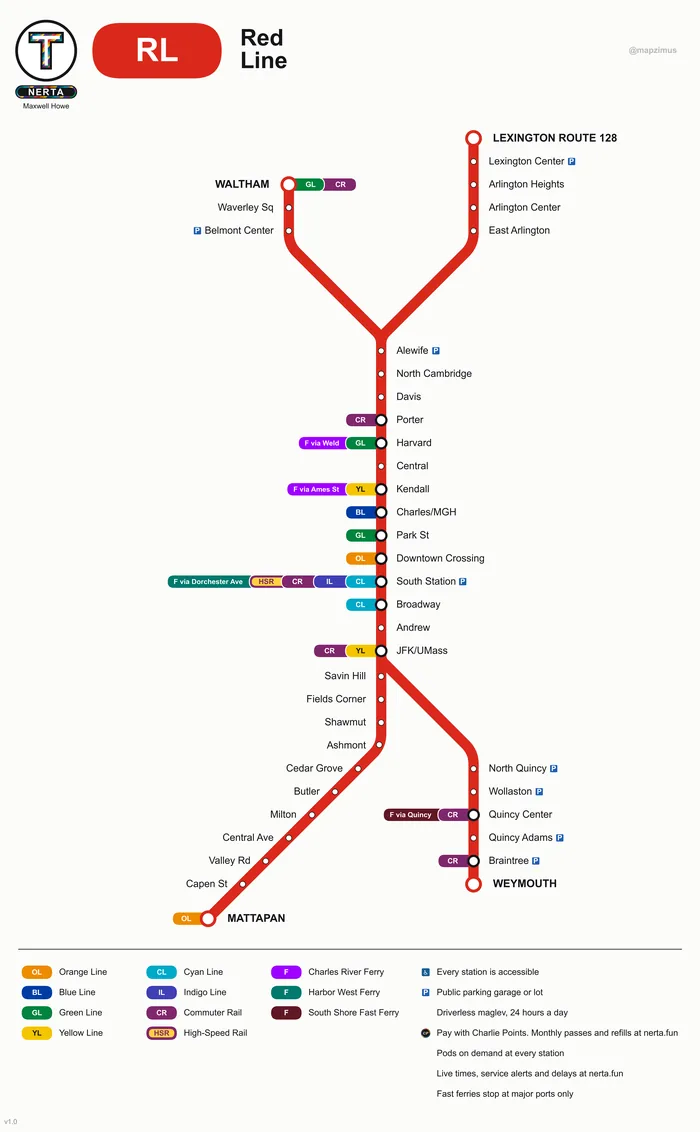 T
NERTA
Maxwell Howe
RL
Red
Line
@mapzimus
LEXINGTON ROUTE 128
Lexington Center P
WALTHAM GL CR
Arlington Heights
Waverley Sq
Arlington Center
P Belmont Center
East Arlington
Alewife P
North Cambridge
Davis
CR Porter
F via Weld GL Harvard
Central
F via Ames St YL Kendall
BL Charles/MGH
GL Park St
OL Downtown Crossing
F via Dorchester Ave HSR CR IL CL South Station P
CL Broadway
Andrew
CR YL JFK/UMass
Savin Hill
Fields Corner
Shawmut
Ashmont
Cedar Grove
North Quincy P
Butler
Wollaston P
Milton
F via Quincy CR Quincy Center
Central Ave
Quincy Adams P
Valley Rd
CR Braintree P
Capen St
WEYMOUTH
OL MATTAPAN
OL Orange Line
BL Blue Line
GL Green Line
YL Yellow Line
CL Cyan Line
IL Indigo Line
CR Commuter Rail
HSR High-Speed Rail
F Charles River Ferry
F Harbor West Ferry
F South Shore Fast Ferry
Every station is accessible
P Public parking garage or lot
Driverless maglev, 24 hours a day
Pay with Charlie Points. Monthly passes and refills at nerta.fun
Pods on demand at every station
Live times, service alerts and delays at nerta.fun
Fast ferries stop at major ports only
v1.0